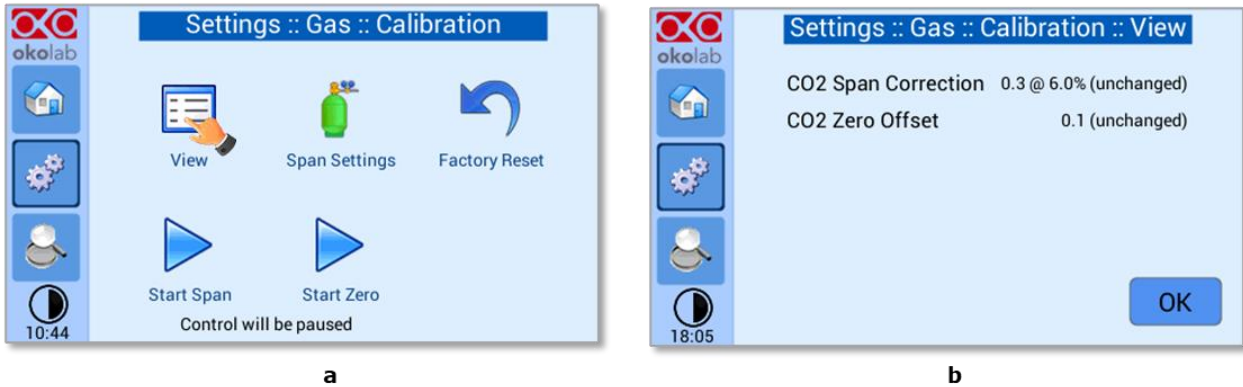 Settings :: Gas :: Calibration
okolab
View
Span Settings
Factory Reset
Start Span
Start Zero
Control will be paused
10:44
a
Settings :: Gas :: Calibration :: View
okolab
CO2 Span Correction 0.3 @ 6.0% (unchanged)
CO2 Zero Offset 0.1 (unchanged)
OK
18:05
b